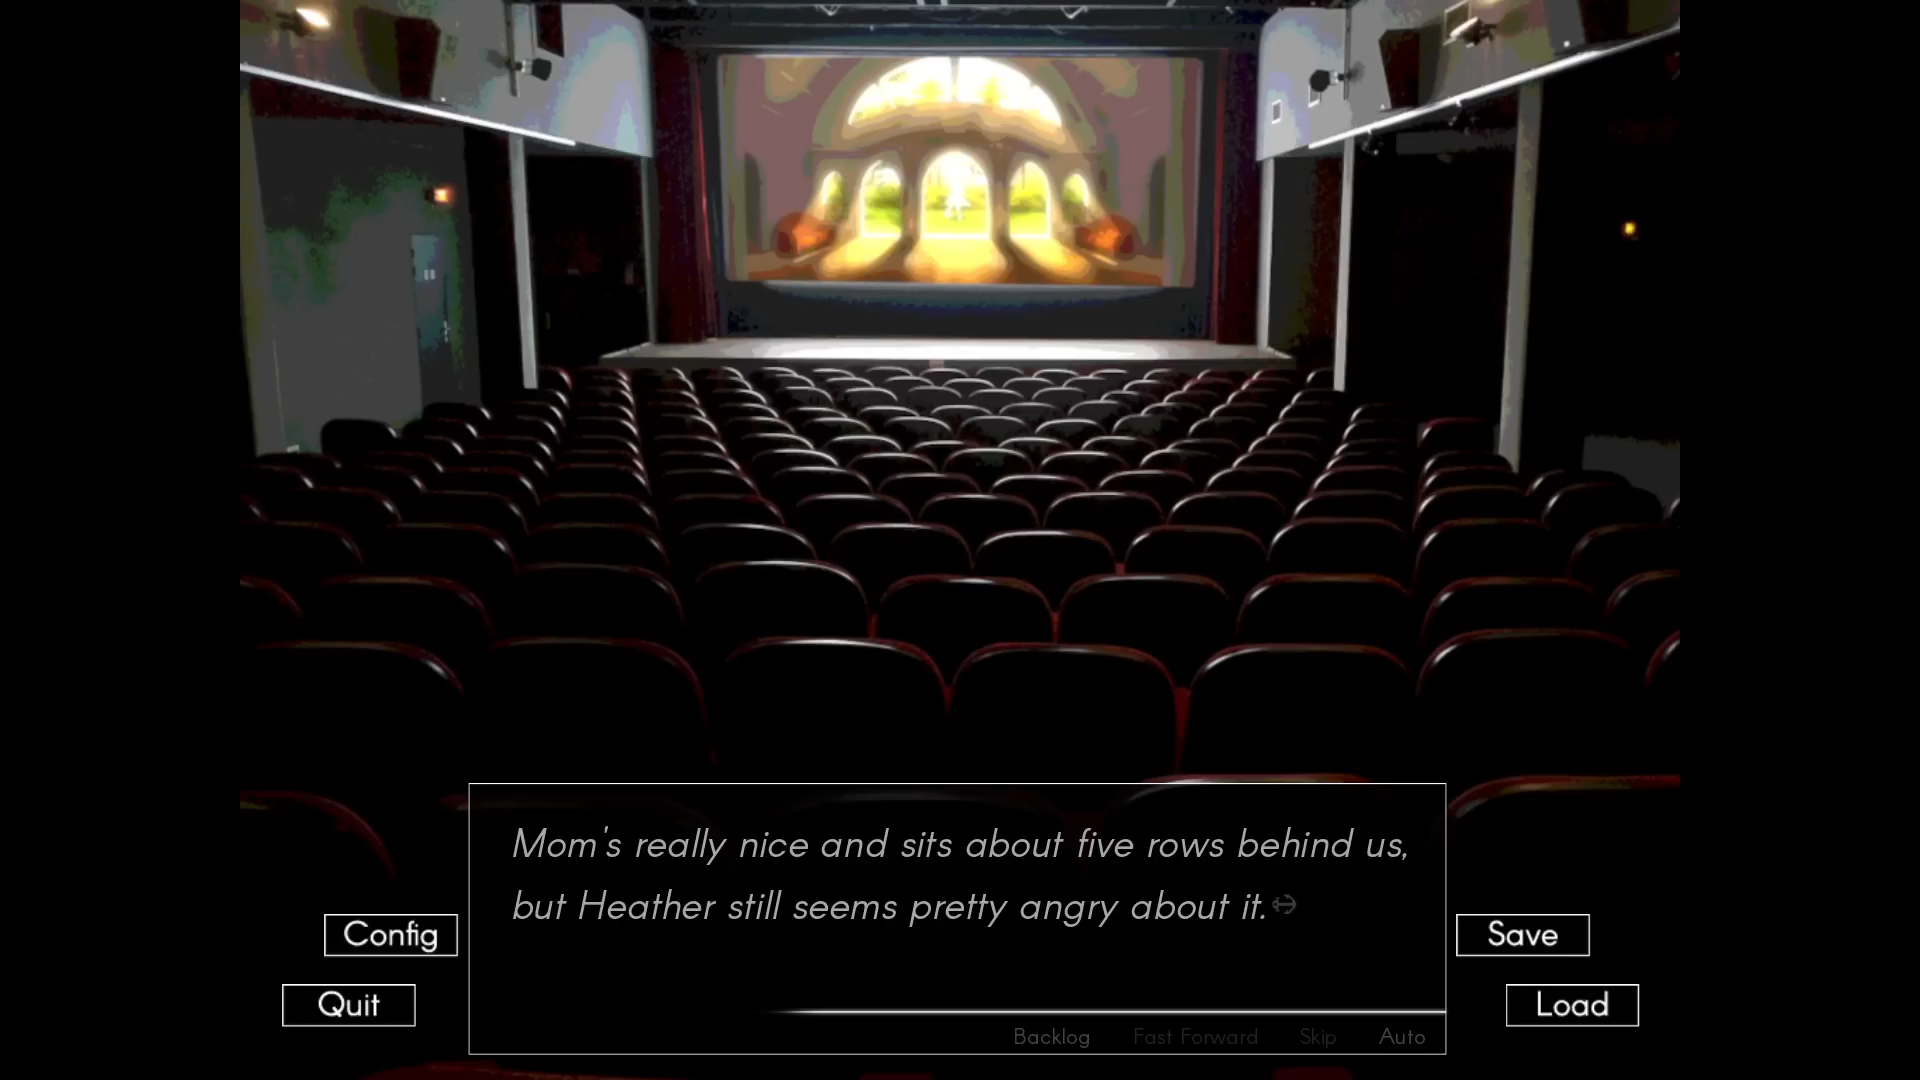 Mom's really nice and sits about five rows behind us,
but Heather still seems pretty angry about it.
Config
Save
Quit
Load
Backlog
Fast Forward
Skip
Auto